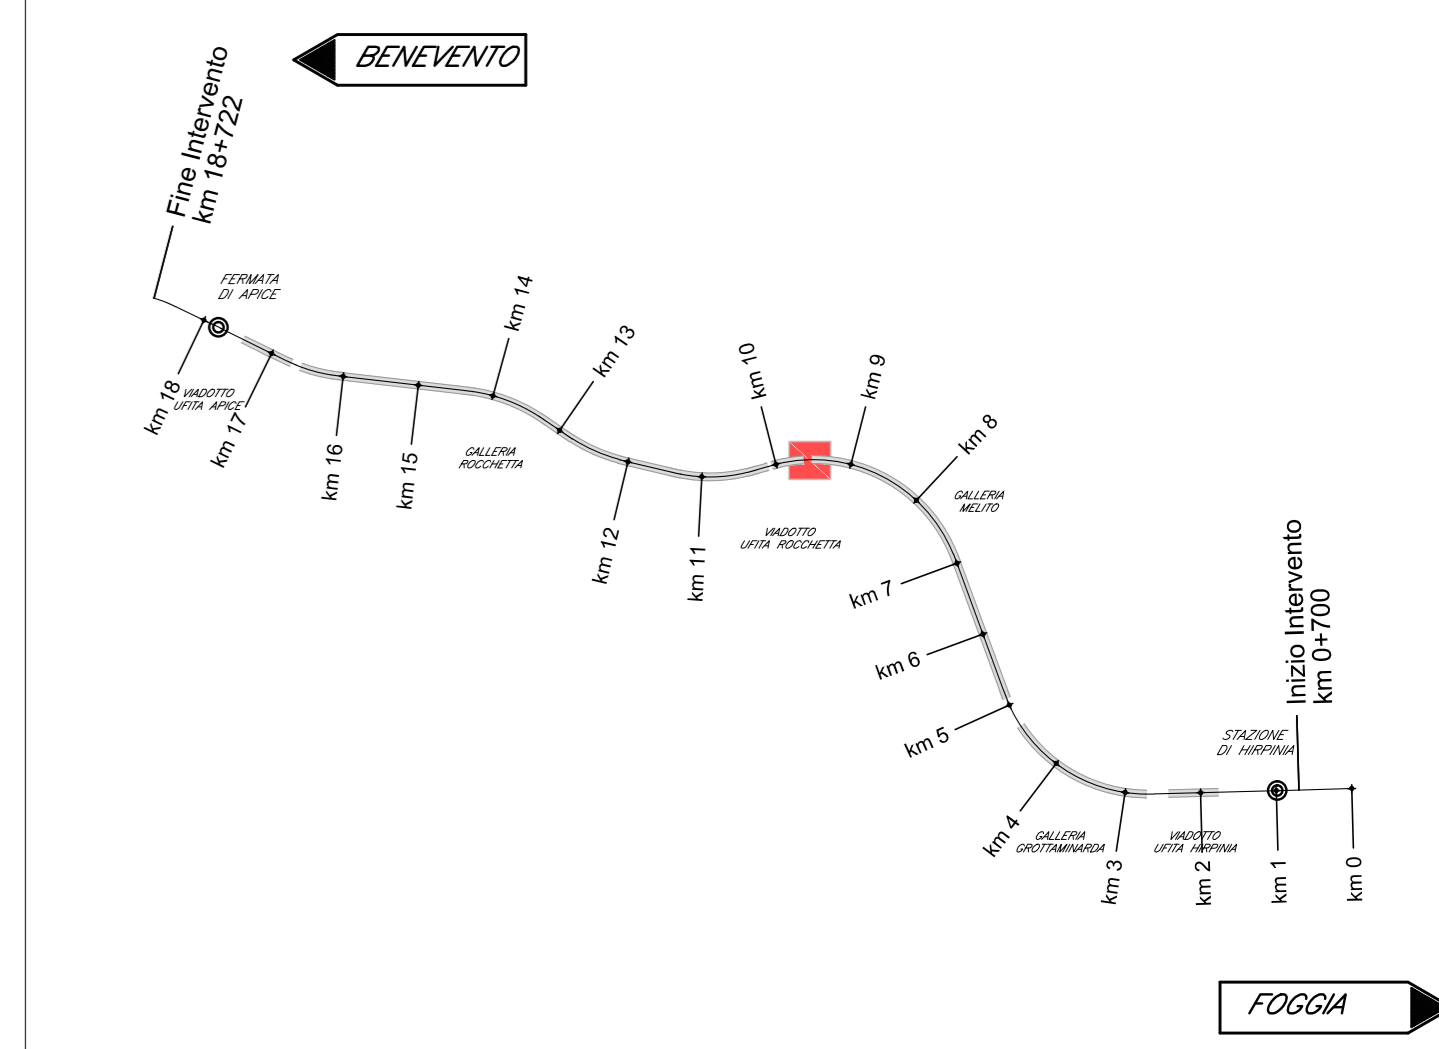 BENEVENTO
Fine Intervento
km 18+722
FERMATA
DI APICE
km 14
km 13
km 10
km 9
km 18
VIADOTTO
UFITA APICE
km 17
km 16
km 15
GALLERIA
ROCCHETTA
km 8
GALLERIA
MELITO
km 12
km 11
VIADOTTO
UFITA ROCCHETTA
km 7
km 6
km 5
Inizio Intervento
km 0+700
STAZIONE
DI HIRPINIA
km 4
GALLERIA
GROTTAMINARDA
VIADOTTO
UFITA HIRPINIA
km 3
km 2
km 1
km 0
FOGGIA